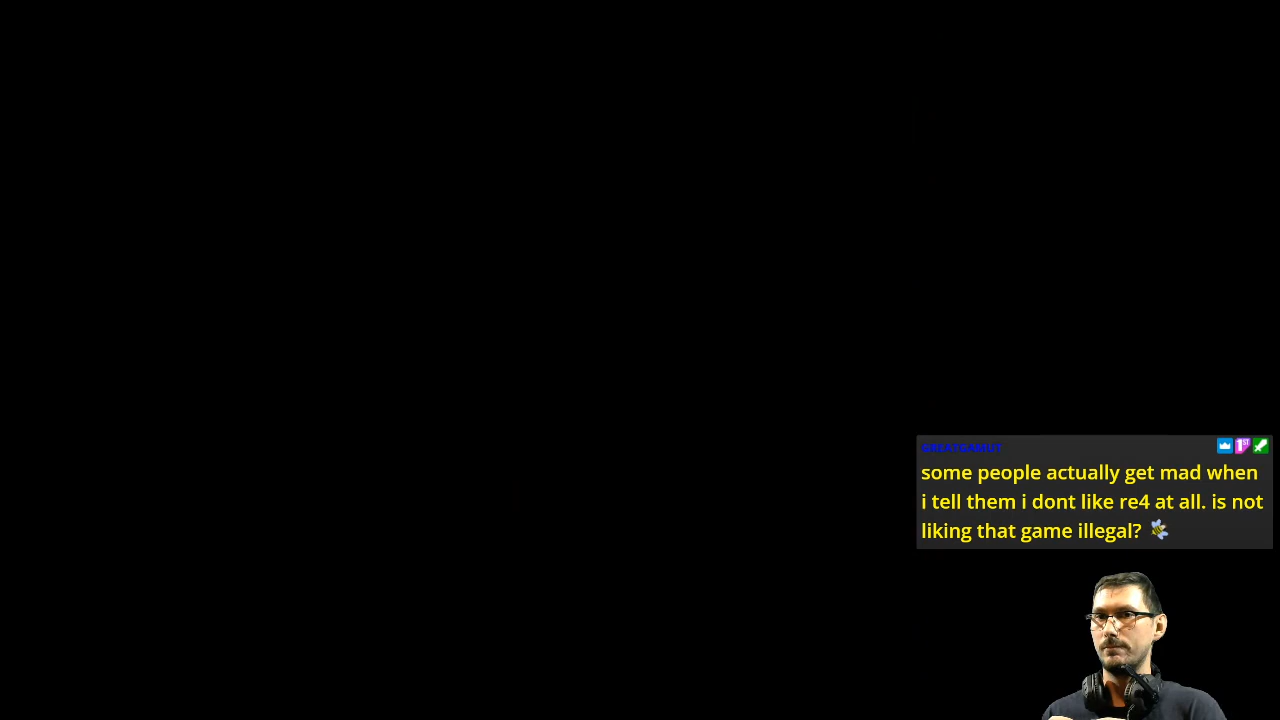 GREATGAMUT
some people actually get mad when
i tell them i dont like re4 at all. is not
liking that game illegal?